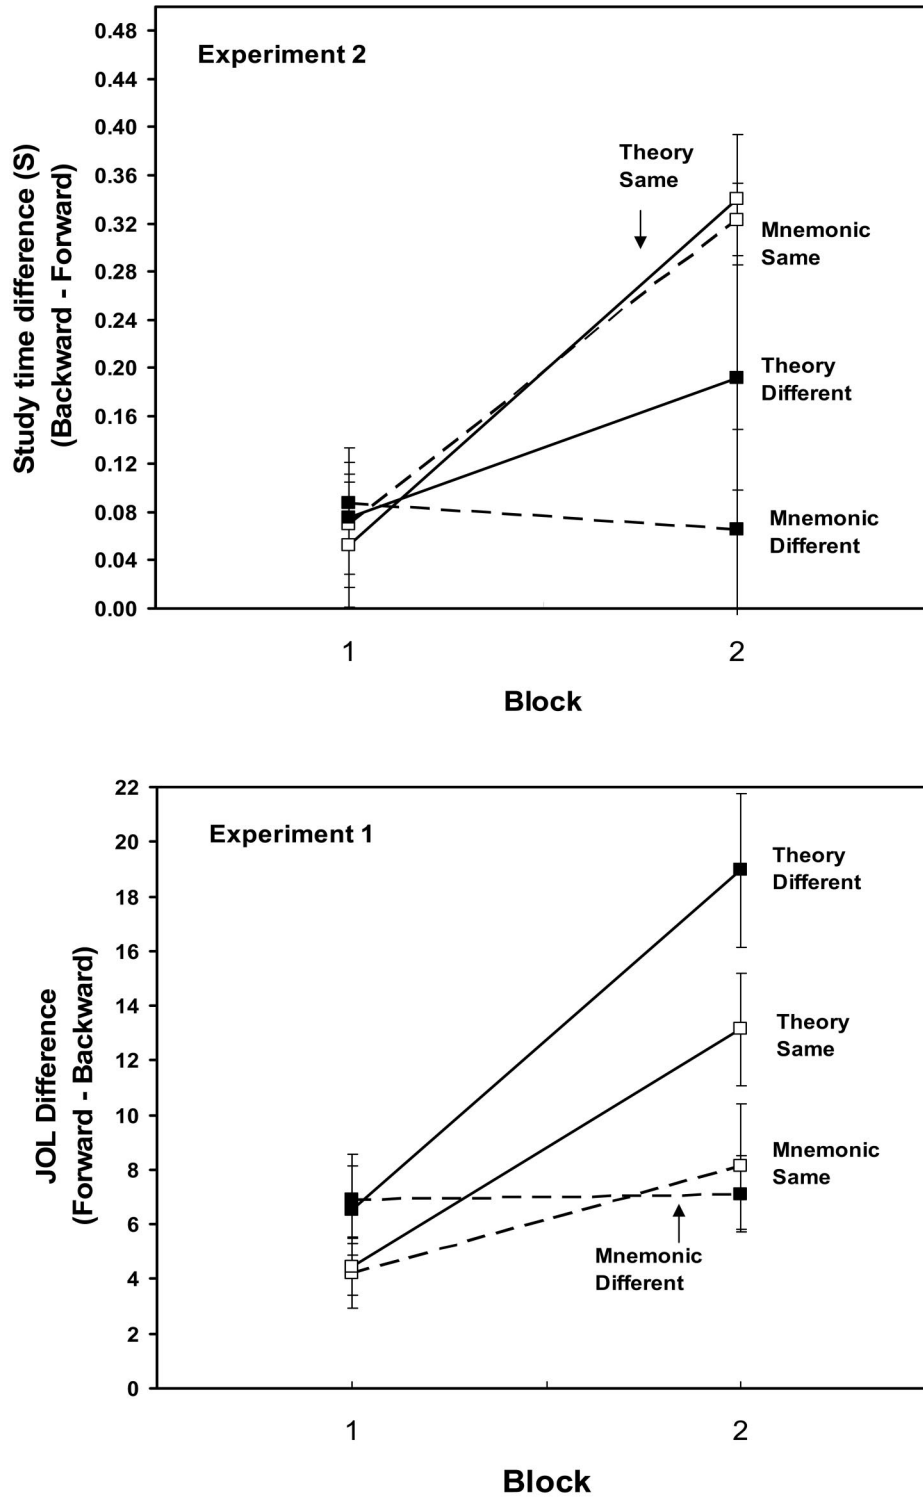 Experiment 2
Study time difference (S)
(Backward - Forward)
0.48
0.44
0.40
0.36
0.32
0.28
0.24
0.20
0.16
0.12
0.08
0.04
0.00
Theory
Same
Mnemonic
Same
Theory
Different
Mnemonic
Different
1
2
Block
Experiment 1
JOL Difference
(Forward - Backward)
22
20
18
16
14
12
10
8
6
4
2
0
Theory
Different
Theory
Same
Mnemonic
Same
Mnemonic
Different
1
2
Block